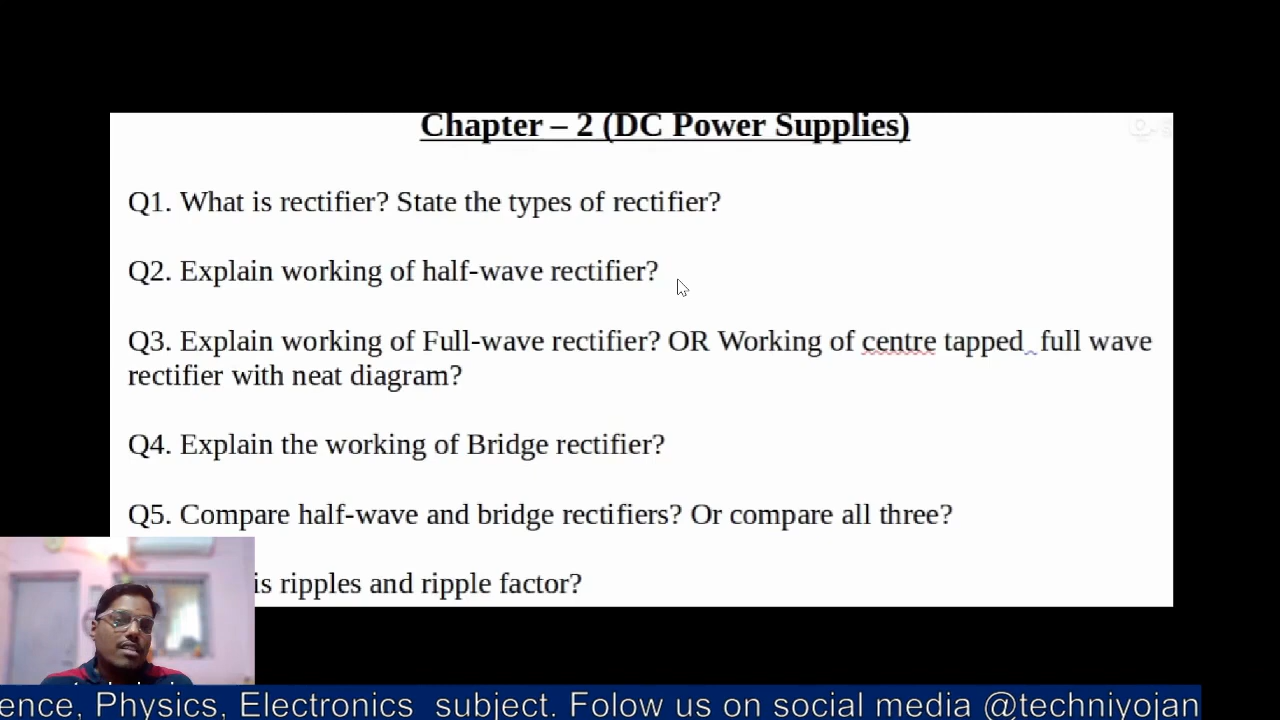 Chapter – 2 (DC Power Supplies)
Q1. What is rectifier? State the types of rectifier?
Q2. Explain working of half-wave rectifier?
Q3. Explain working of Full-wave rectifier? OR Working of centre tapped full wave
rectifier with neat diagram?
Q4. Explain the working of Bridge rectifier?
Q5. Compare half-wave and bridge rectifiers? Or compare all three?
is ripples and ripple factor?
ence, Physics, Electronics subject. Folow us on social media @techniyojan